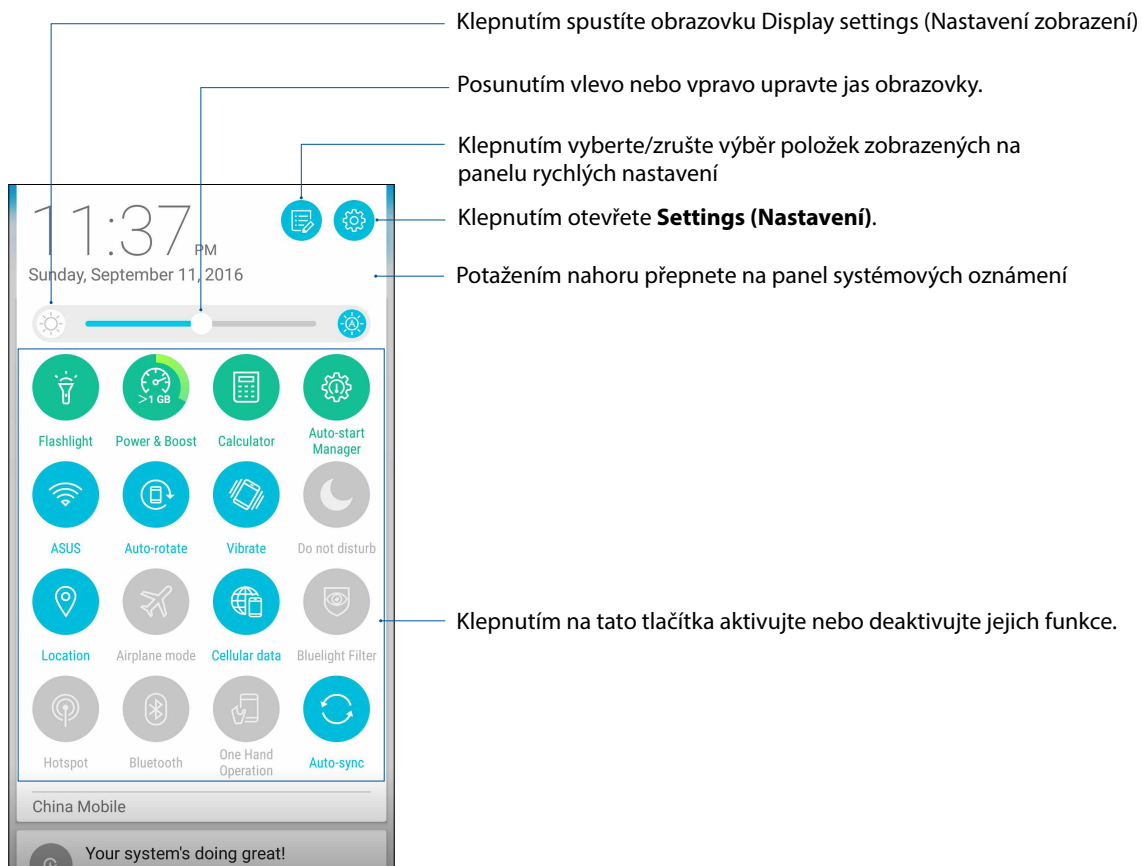 Klepnutím spustíte obrazovku Display settings (Nastavení zobrazení)
Posunutím vlevo nebo vpravo upravte jas obrazovky.
Klepnutím vyberte/zrušte výběr položek zobrazených na
panelu rychlých nastavení
Klepnutím otevřete Settings (Nastavení).
Potažením nahoru přepnete na panel systémových oznámení
Klepnutím na tato tlačítka aktivujte nebo deaktivujte jejich funkce.
11:37 PM
Sunday, September 11, 2016
A
>1 GB
Flashlight
Power & Boost
Calculator
Auto-start
Manager
ASUS
Auto-rotate
Vibrate
Do not disturb
Location
Airplane mode
Cellular data
Bluelight Filter
Hotspot
Bluetooth
One Hand
Operation
Auto-sync
China Mobile
Your system's doing great!